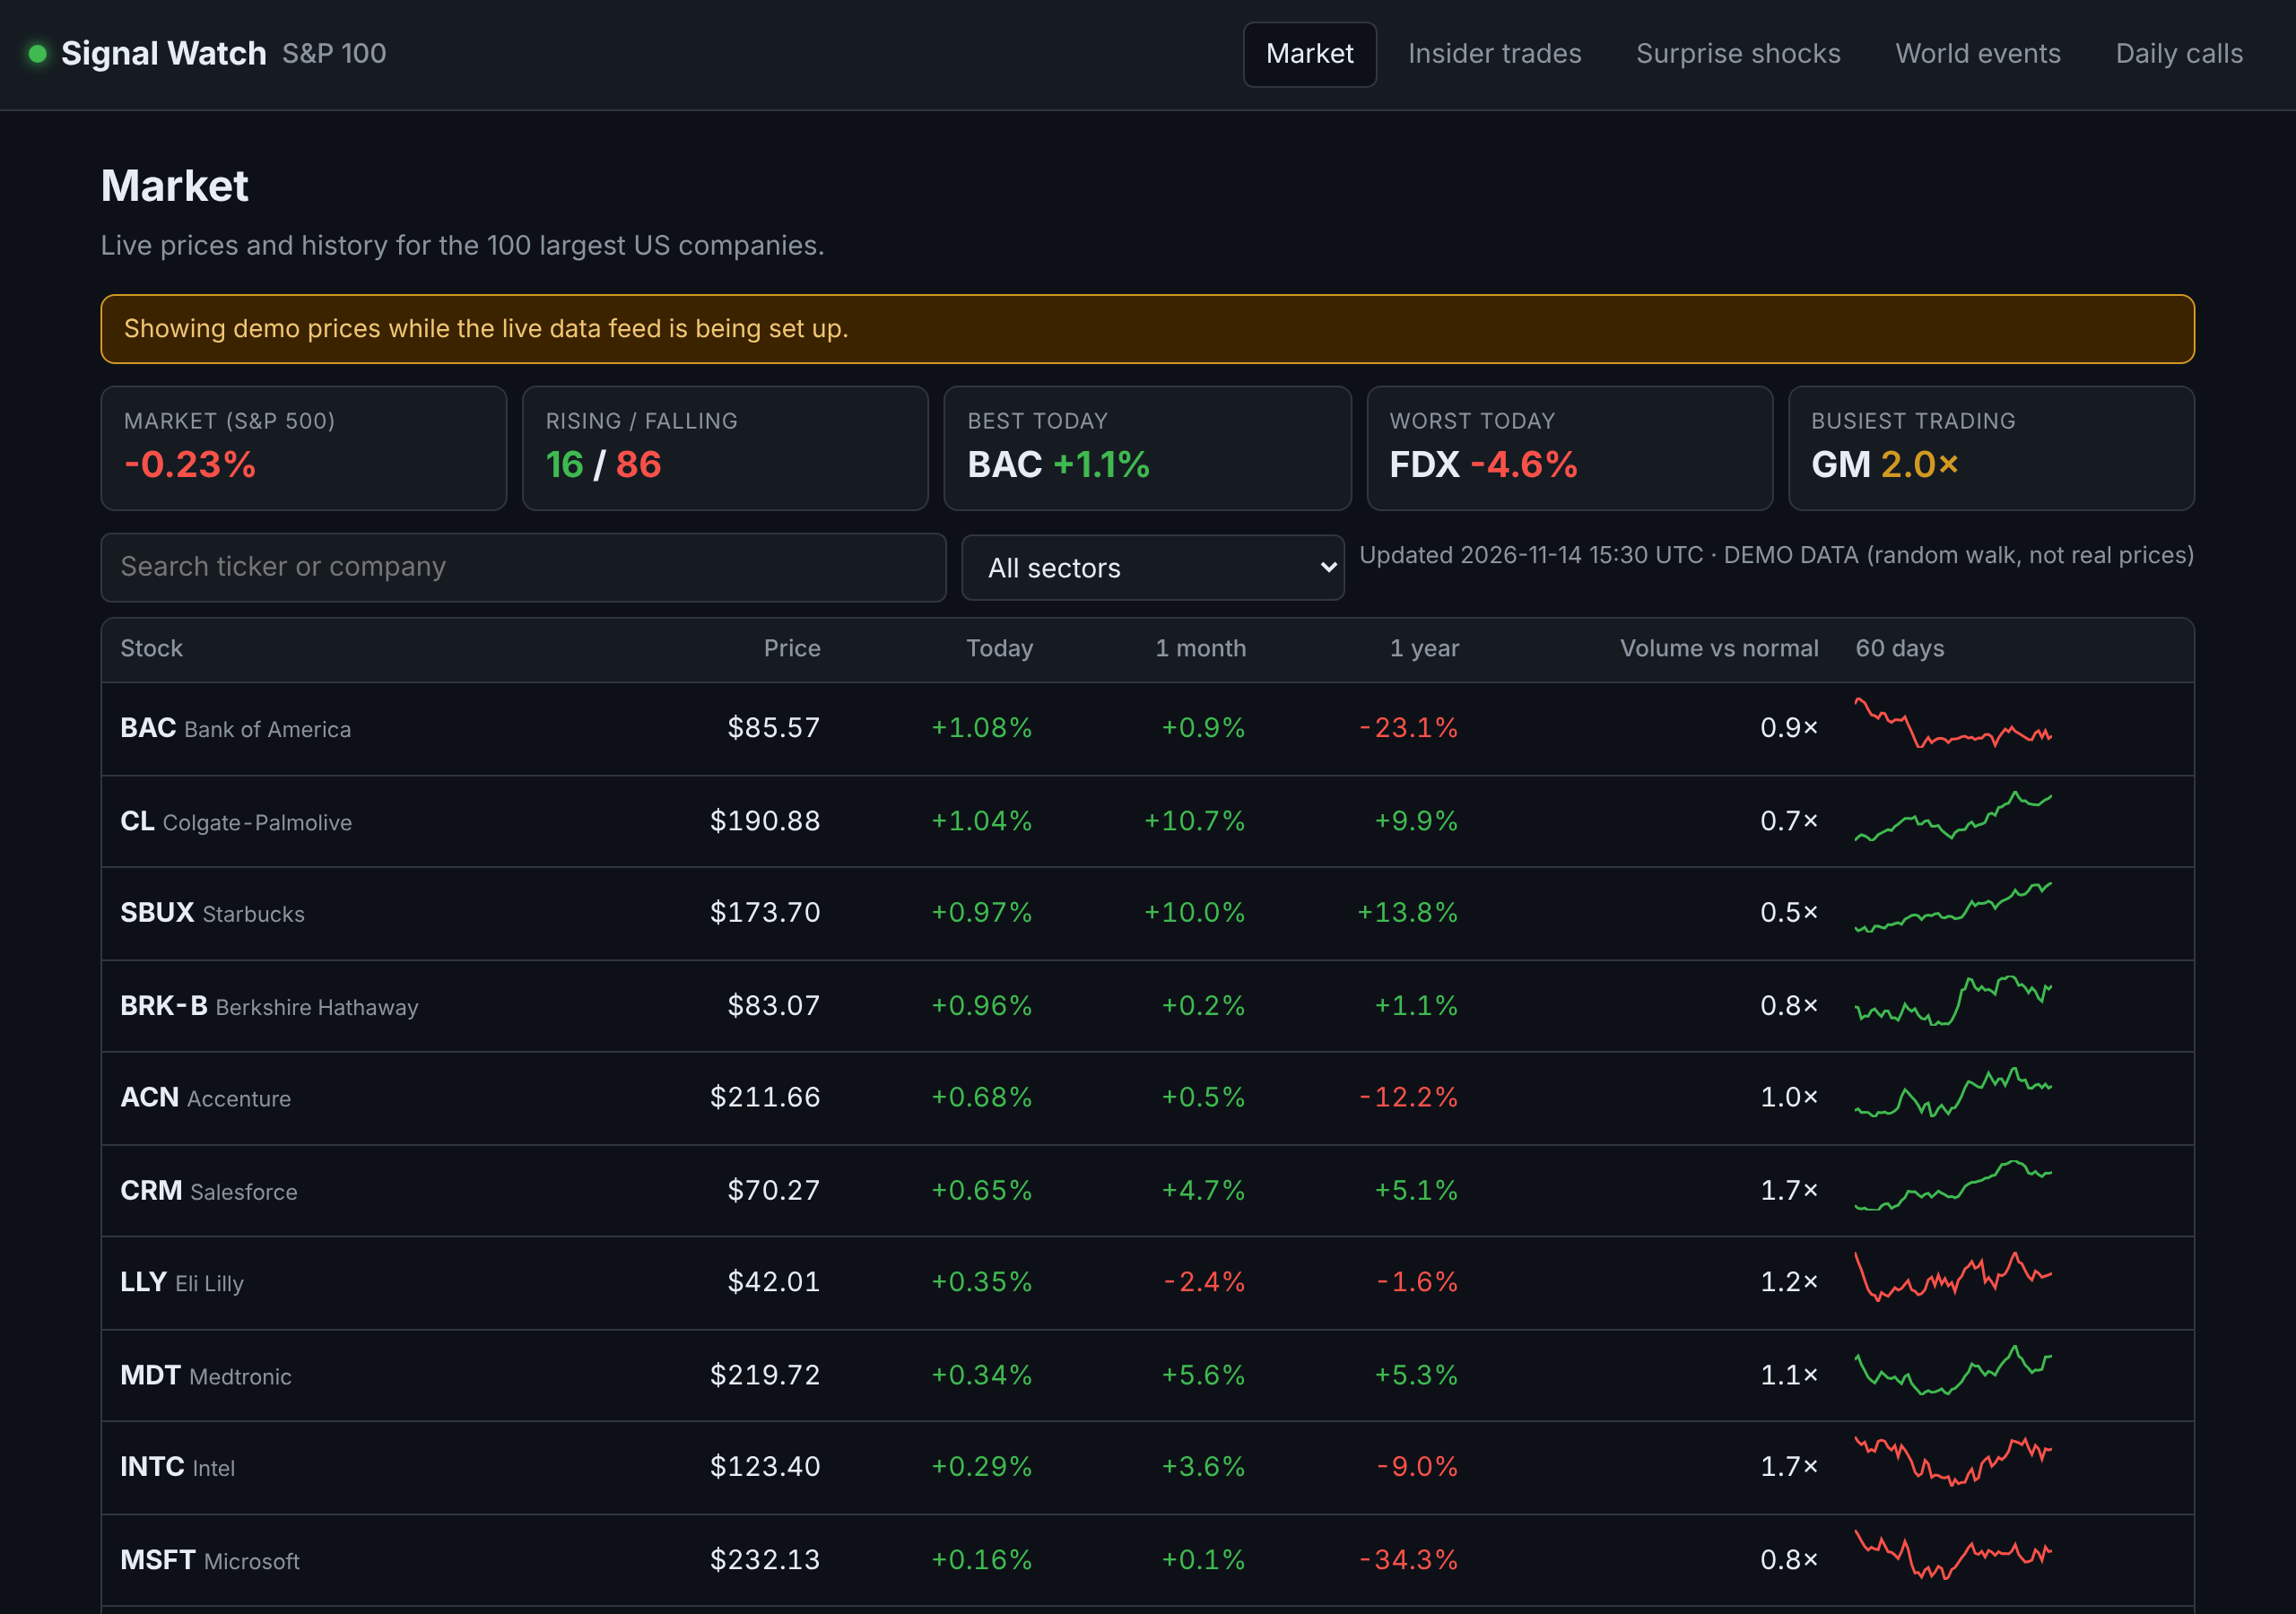 Signal Watch S&P 100 Market Insider trades Surprise shocks World events Daily calls
Market
Live prices and history for the 100 largest US companies.
Showing demo prices while the live data feed is being set up.
MARKET (S&P 500) RISING / FALLING BEST TODAY WORST TODAY BUSIEST TRADING
-0.23% 16 / 86 BAC +1.1% FDX -4.6% GM 2.0×
Search ticker or company All sectors Updated 2026-11-14 15:30 UTC · DEMO DATA (random walk, not real prices)
Stock Price Today 1 month 1 year Volume vs normal 60 days
BAC Bank of America $85.57 +1.08% +0.9% -23.1% 0.9×
CL Colgate-Palmolive $190.88 +1.04% +10.7% +9.9% 0.7×
SBUX Starbucks $173.70 +0.97% +10.0% +13.8% 0.5×
BRK-B Berkshire Hathaway $83.07 +0.96% +0.2% +1.1% 0.8×
ACN Accenture $211.66 +0.68% +0.5% -12.2% 1.0×
CRM Salesforce $70.27 +0.65% +4.7% +5.1% 1.7×
LLY Eli Lilly $42.01 +0.35% -2.4% -1.6% 1.2×
MDT Medtronic $219.72 +0.34% +5.6% +5.3% 1.1×
INTC Intel $123.40 +0.29% +3.6% -9.0% 1.7×
MSFT Microsoft $232.13 +0.16% +0.1% -34.3% 0.8×